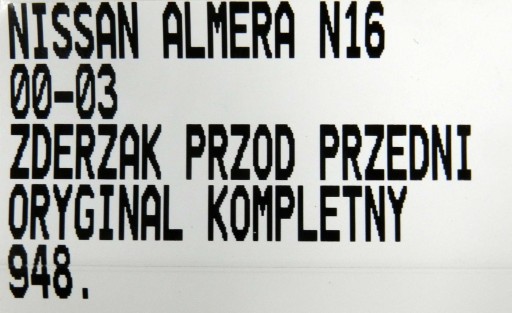 NISSAN ALMERA N16
00-03
ZDERZAK PRZOD PRZEDNI
ORYGINAL KOMPLETNY
948.